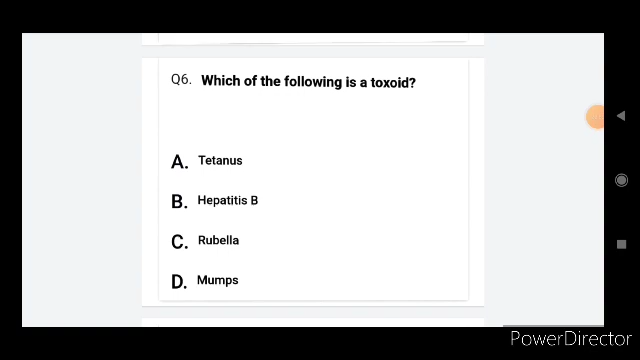 Q6. Which of the following is a toxoid?
A. Tetanus
B. Hepatitis B
C. Rubella
D. Mumps
PowerDirector